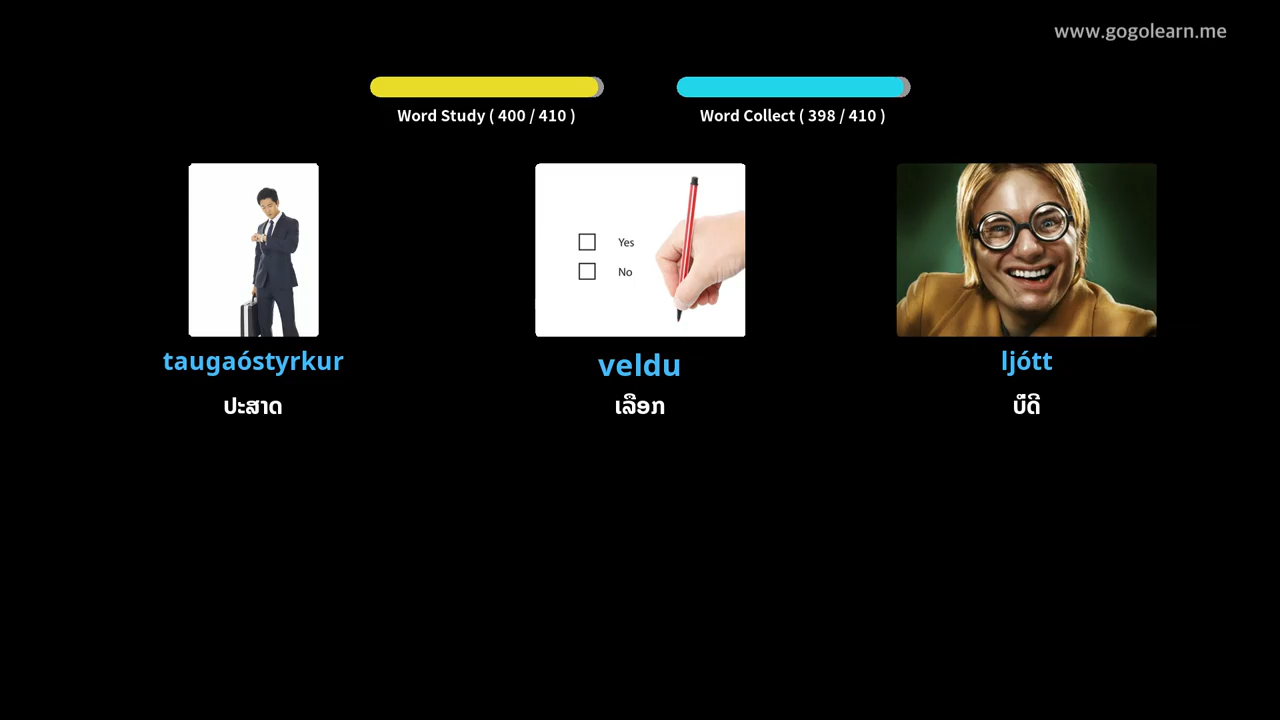 www.gogolearn.me
Word Study ( 400 / 410 )
Word Collect ( 398 / 410 )
Yes
No
taugaóstyrkur
veldu
ljótt
ປະສາດ
ເລືອກ
ບໍ່ດີ